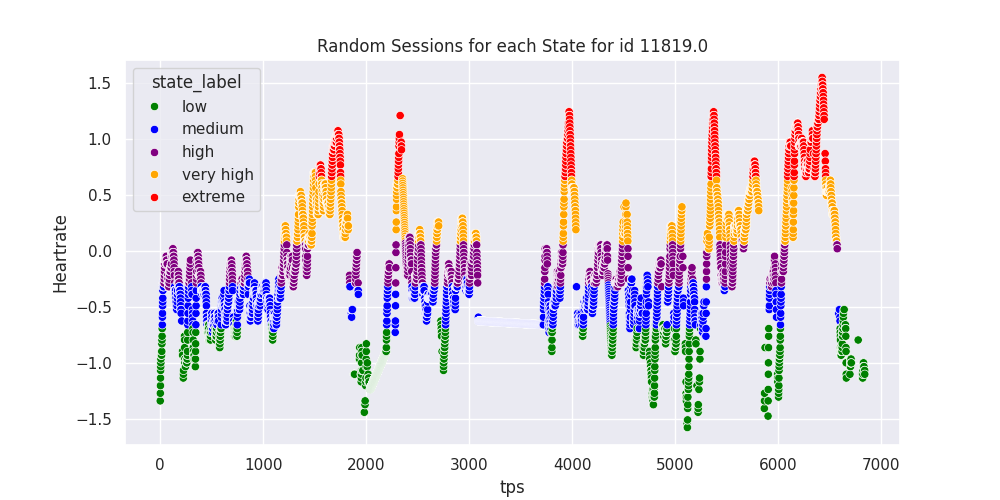 Random Sessions for each State for id 11819.0
state_label
low
medium
high
very high
extreme
Heartrate
1.5
1.0
0.5
0.0
−0.5
−1.0
−1.5
0 1000 2000 3000 4000 5000 6000 7000
tps